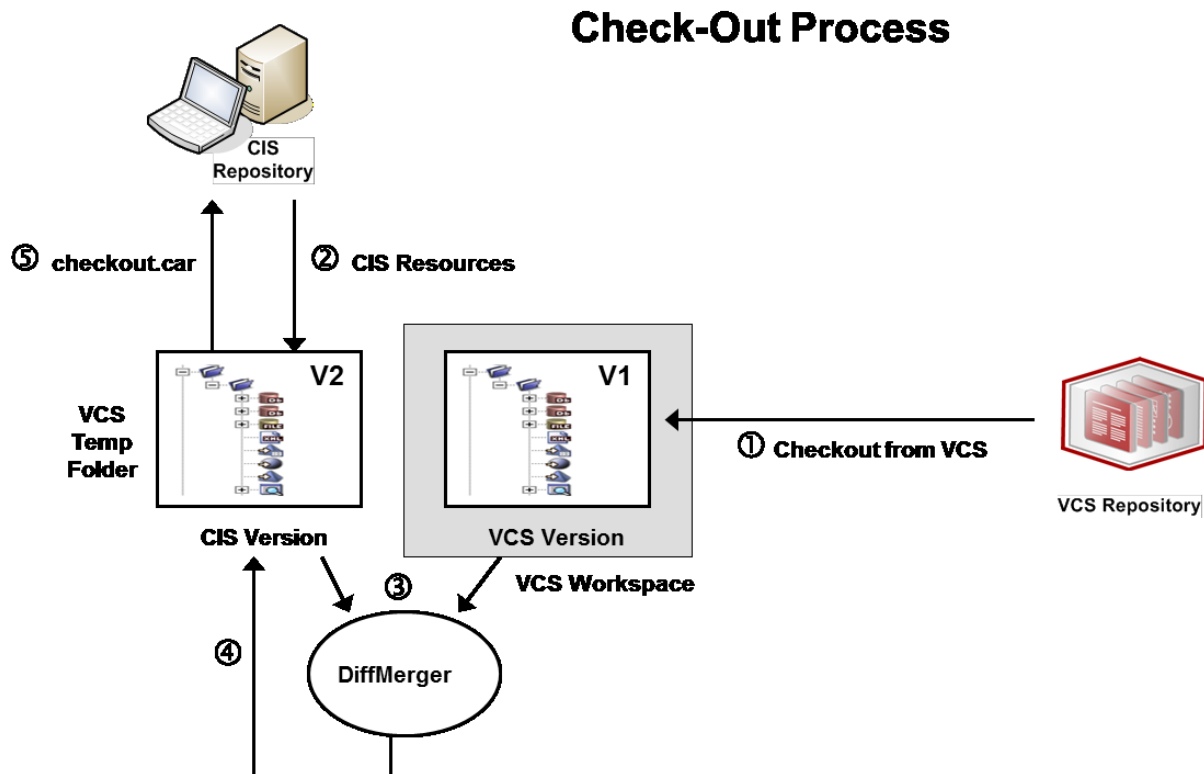 Check-Out Process
CIS
Repository
⑤ checkout.car
② CIS Resources
V2
V1
VCS
Temp
Folder
① Checkout from VCS
VCS Repository
CIS Version
VCS Version
③
VCS Workspace
④
DiffMerger